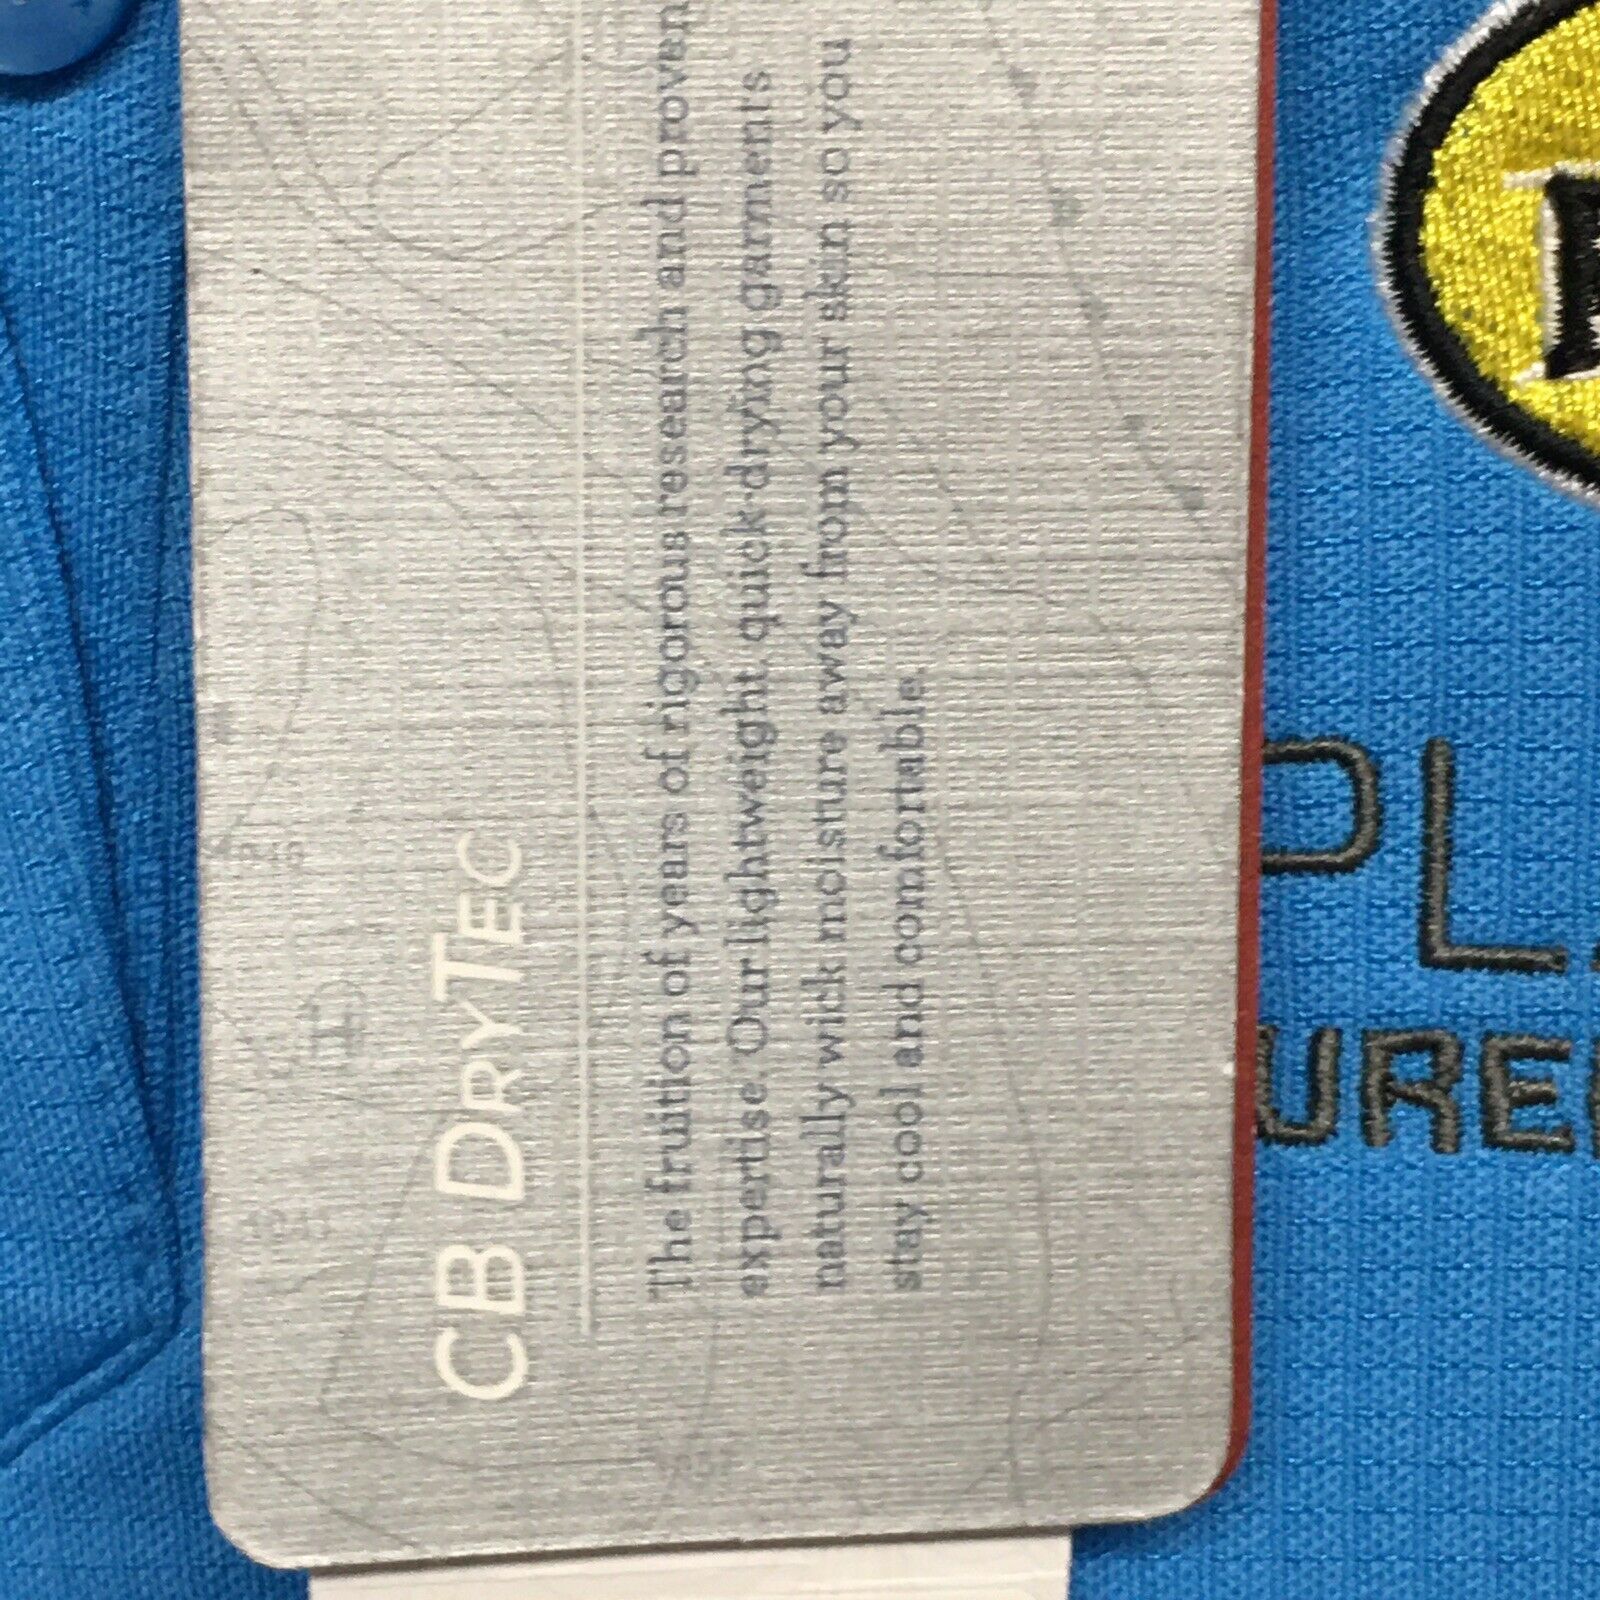 CB DRYTEC
The fruition of years of rigorous research and proven
expertise. Our lightweight, quick-drying garments
naturally wick moisture away from your skin so you
stay cool and comfortable.
PL
URE